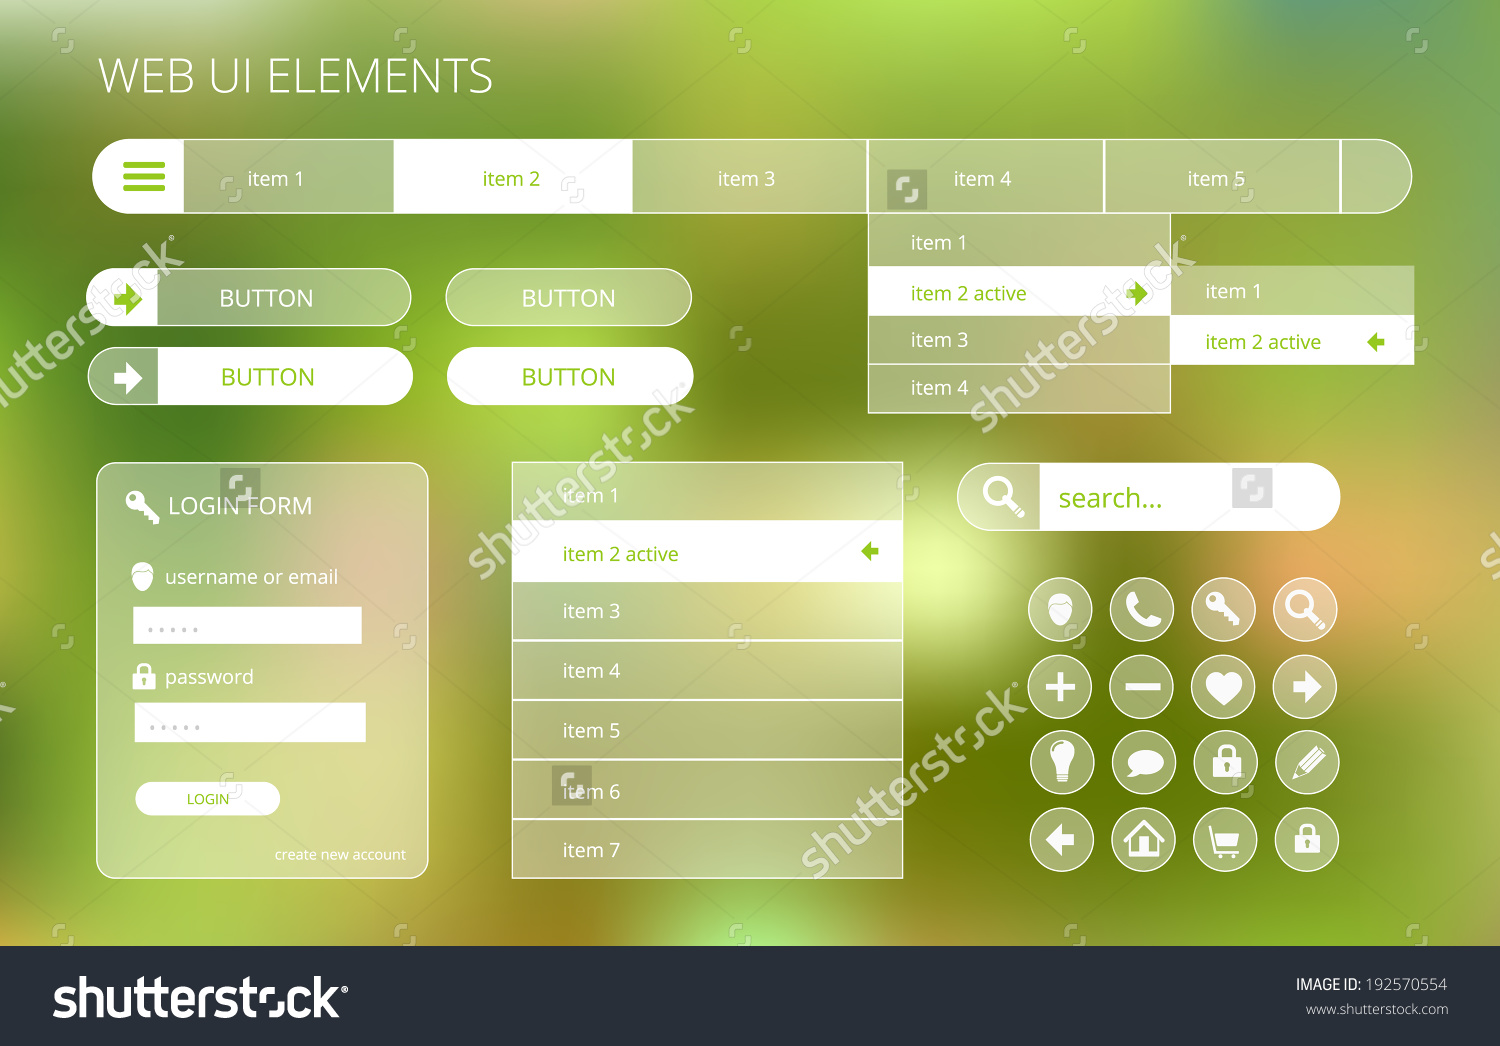 WEB UI ELEMENTS
item 1 item 2 item 3 item 4 item 5
item 1
item 2 active
item 3
item 4
item 1
item 2 active
BUTTON BUTTON
BUTTON BUTTON
LOGIN FORM
username or email
.....
password
.....
LOGIN
create new account
item 1
item 2 active
item 3
item 4
item 5
item 6
item 7
search...
shutterstock®
shutterstock®
shutterstock®
shutterstock®
shutterstock®
IMAGE ID: 192570554
www.shutterstock.com